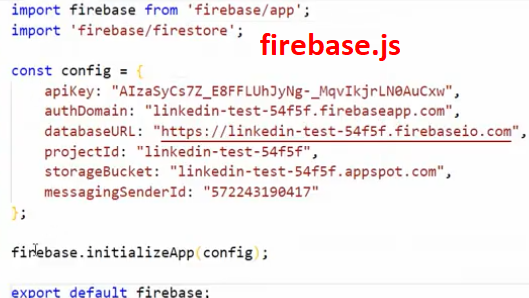 import firebase from 'firebase/app';
import 'firebase/firestore';
firebase.js
const config = {
apiKey: "AIzaSyCs7Z_E8FFLUhJyNg-_MqvIkjrLN0AuCxw",
authDomain: "linkedin-test-54f5f.firebaseapp.com",
databaseURL: "https://linkedin-test-54f5f.firebaseio.com",
projectId: "linkedin-test-54f5f",
storageBucket: "linkedin-test-54f5f.appspot.com",
messagingSenderId: "572243190417"
};
firebase.initializeApp(config);
export default firebase;